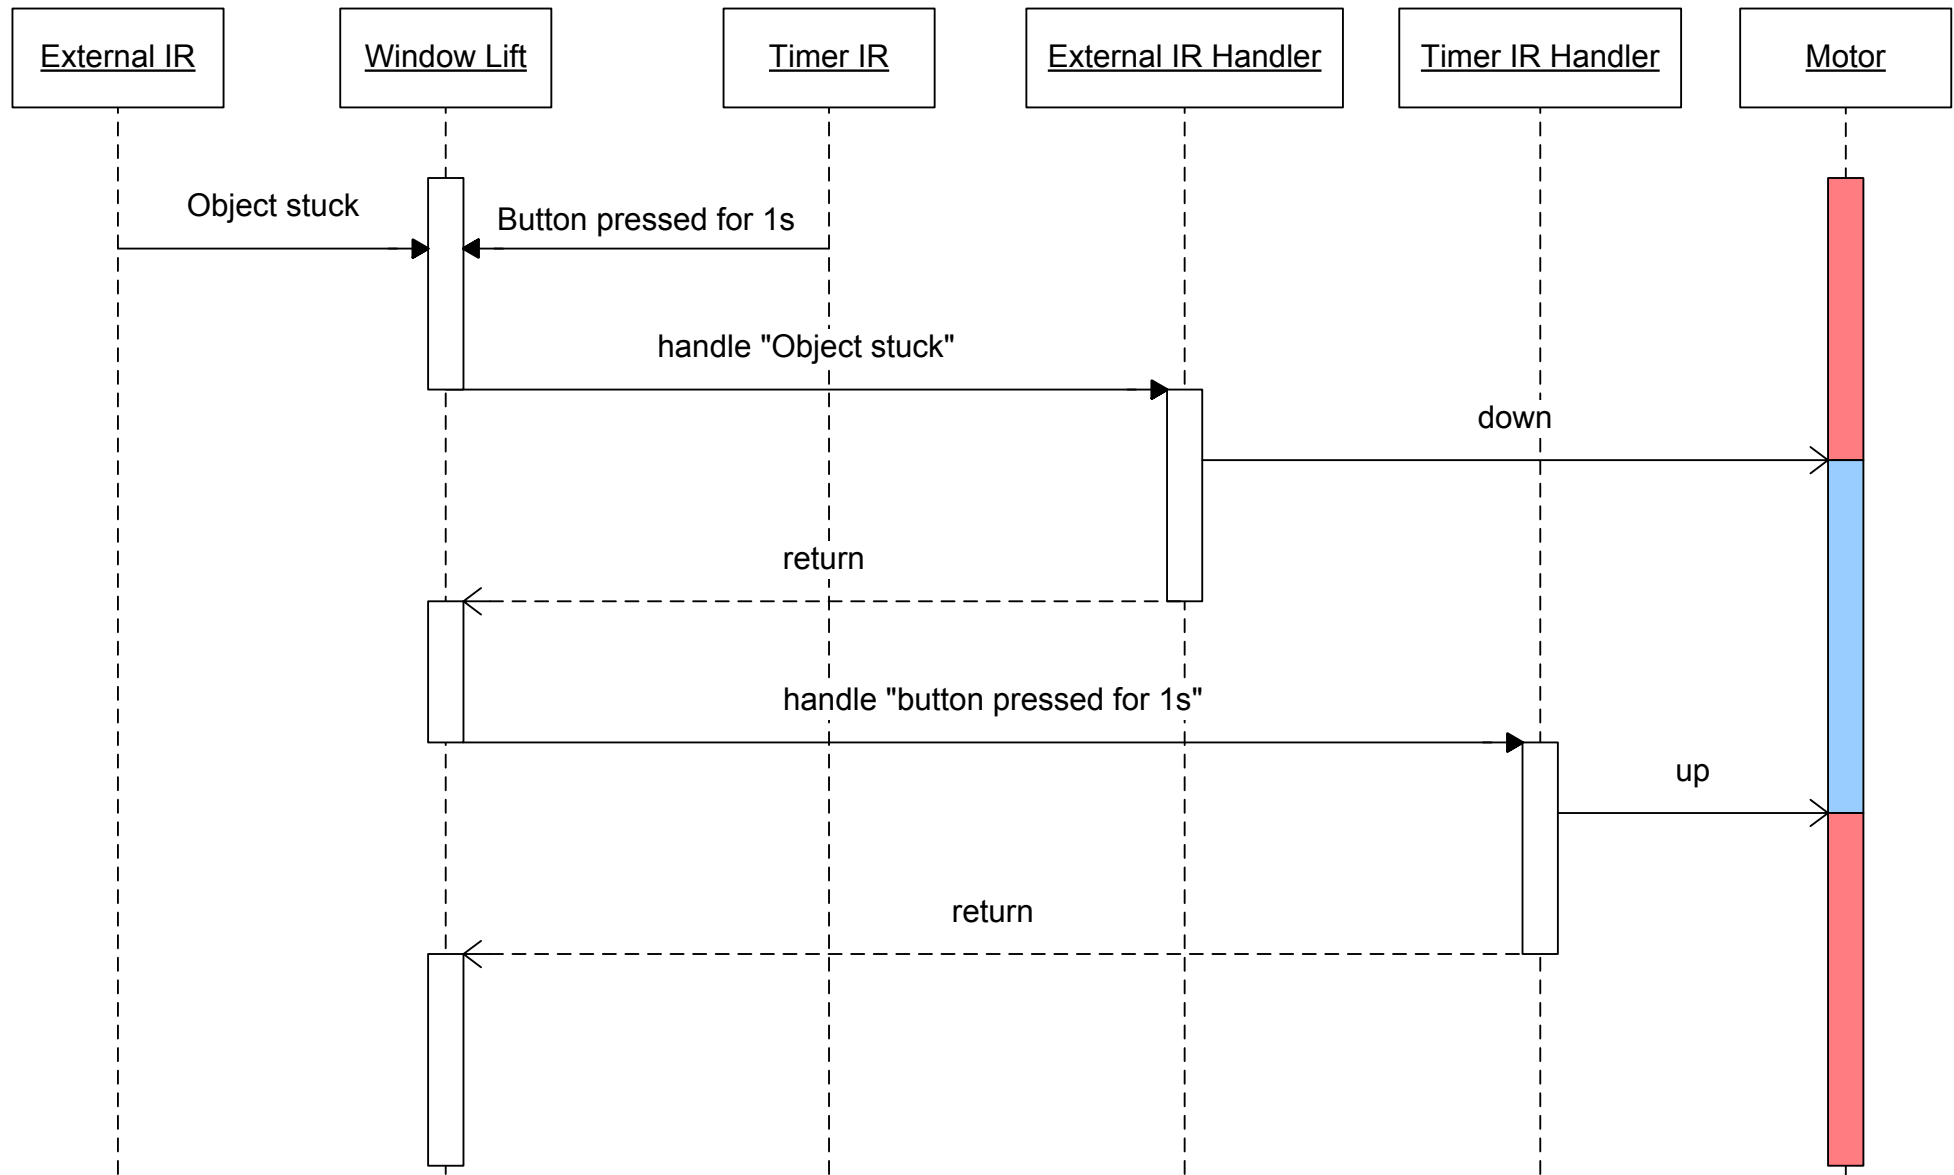 External IR
Window Lift
Timer IR
External IR Handler
Timer IR Handler
Motor
Object stuck
Button pressed for 1s
handle "Object stuck"
down
return
handle "button pressed for 1s"
up
return